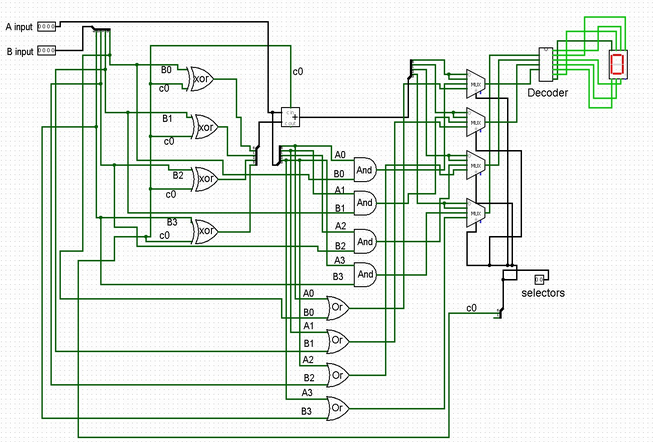 A input 0000
B input 0000
B0
xor
c0
c0
B1
xor
c0
+
Decoder
MUX
MUX
B2
xor
c0
A0
And
B0
MUX
A1
And
B1
B3
xor
c0
A2
And
B2
MUX
A3
And
B3
00
selectors
A0
Or
B0
c0
A1
Or
B1
A2
Or
B2
A3
Or
B3